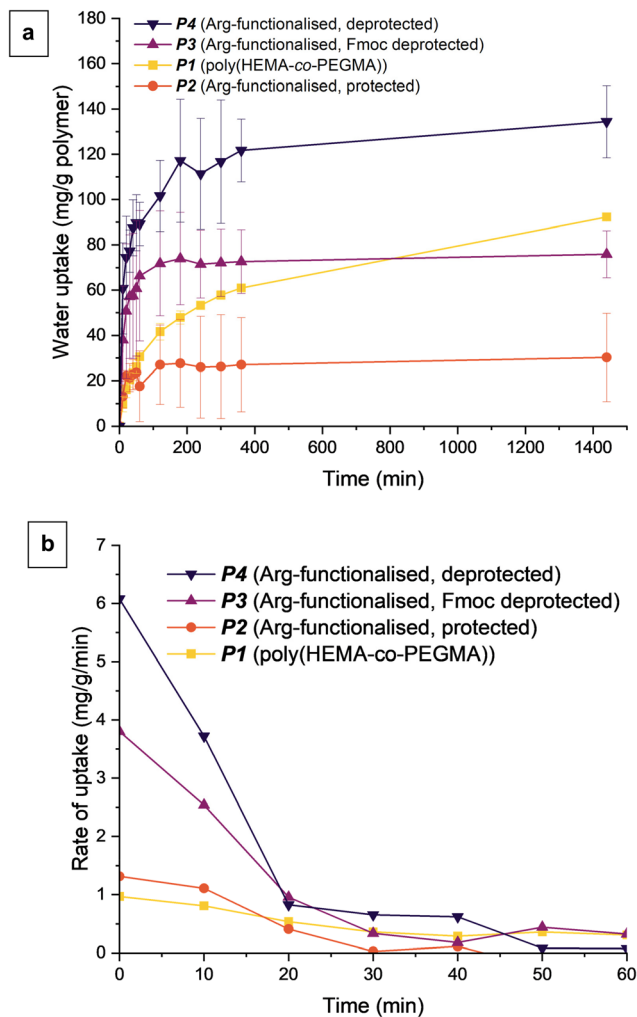 a
P4 (Arg-functionalised, deprotected)
P3 (Arg-functionalised, Fmoc deprotected)
P1 (poly(HEMA-co-PEGMA))
P2 (Arg-functionalised, protected)
Water uptake (mg/g polymer)
180
160
140
120
100
80
60
40
20
0
0 200 400 600 800 1000 1200 1400
Time (min)
b
P4 (Arg-functionalised, deprotected)
P3 (Arg-functionalised, Fmoc deprotected)
P2 (Arg-functionalised, protected)
P1 (poly(HEMA-co-PEGMA))
Rate of uptake (mg/g/min)
7
6
5
4
3
2
1
0
0 10 20 30 40 50 60
Time (min)